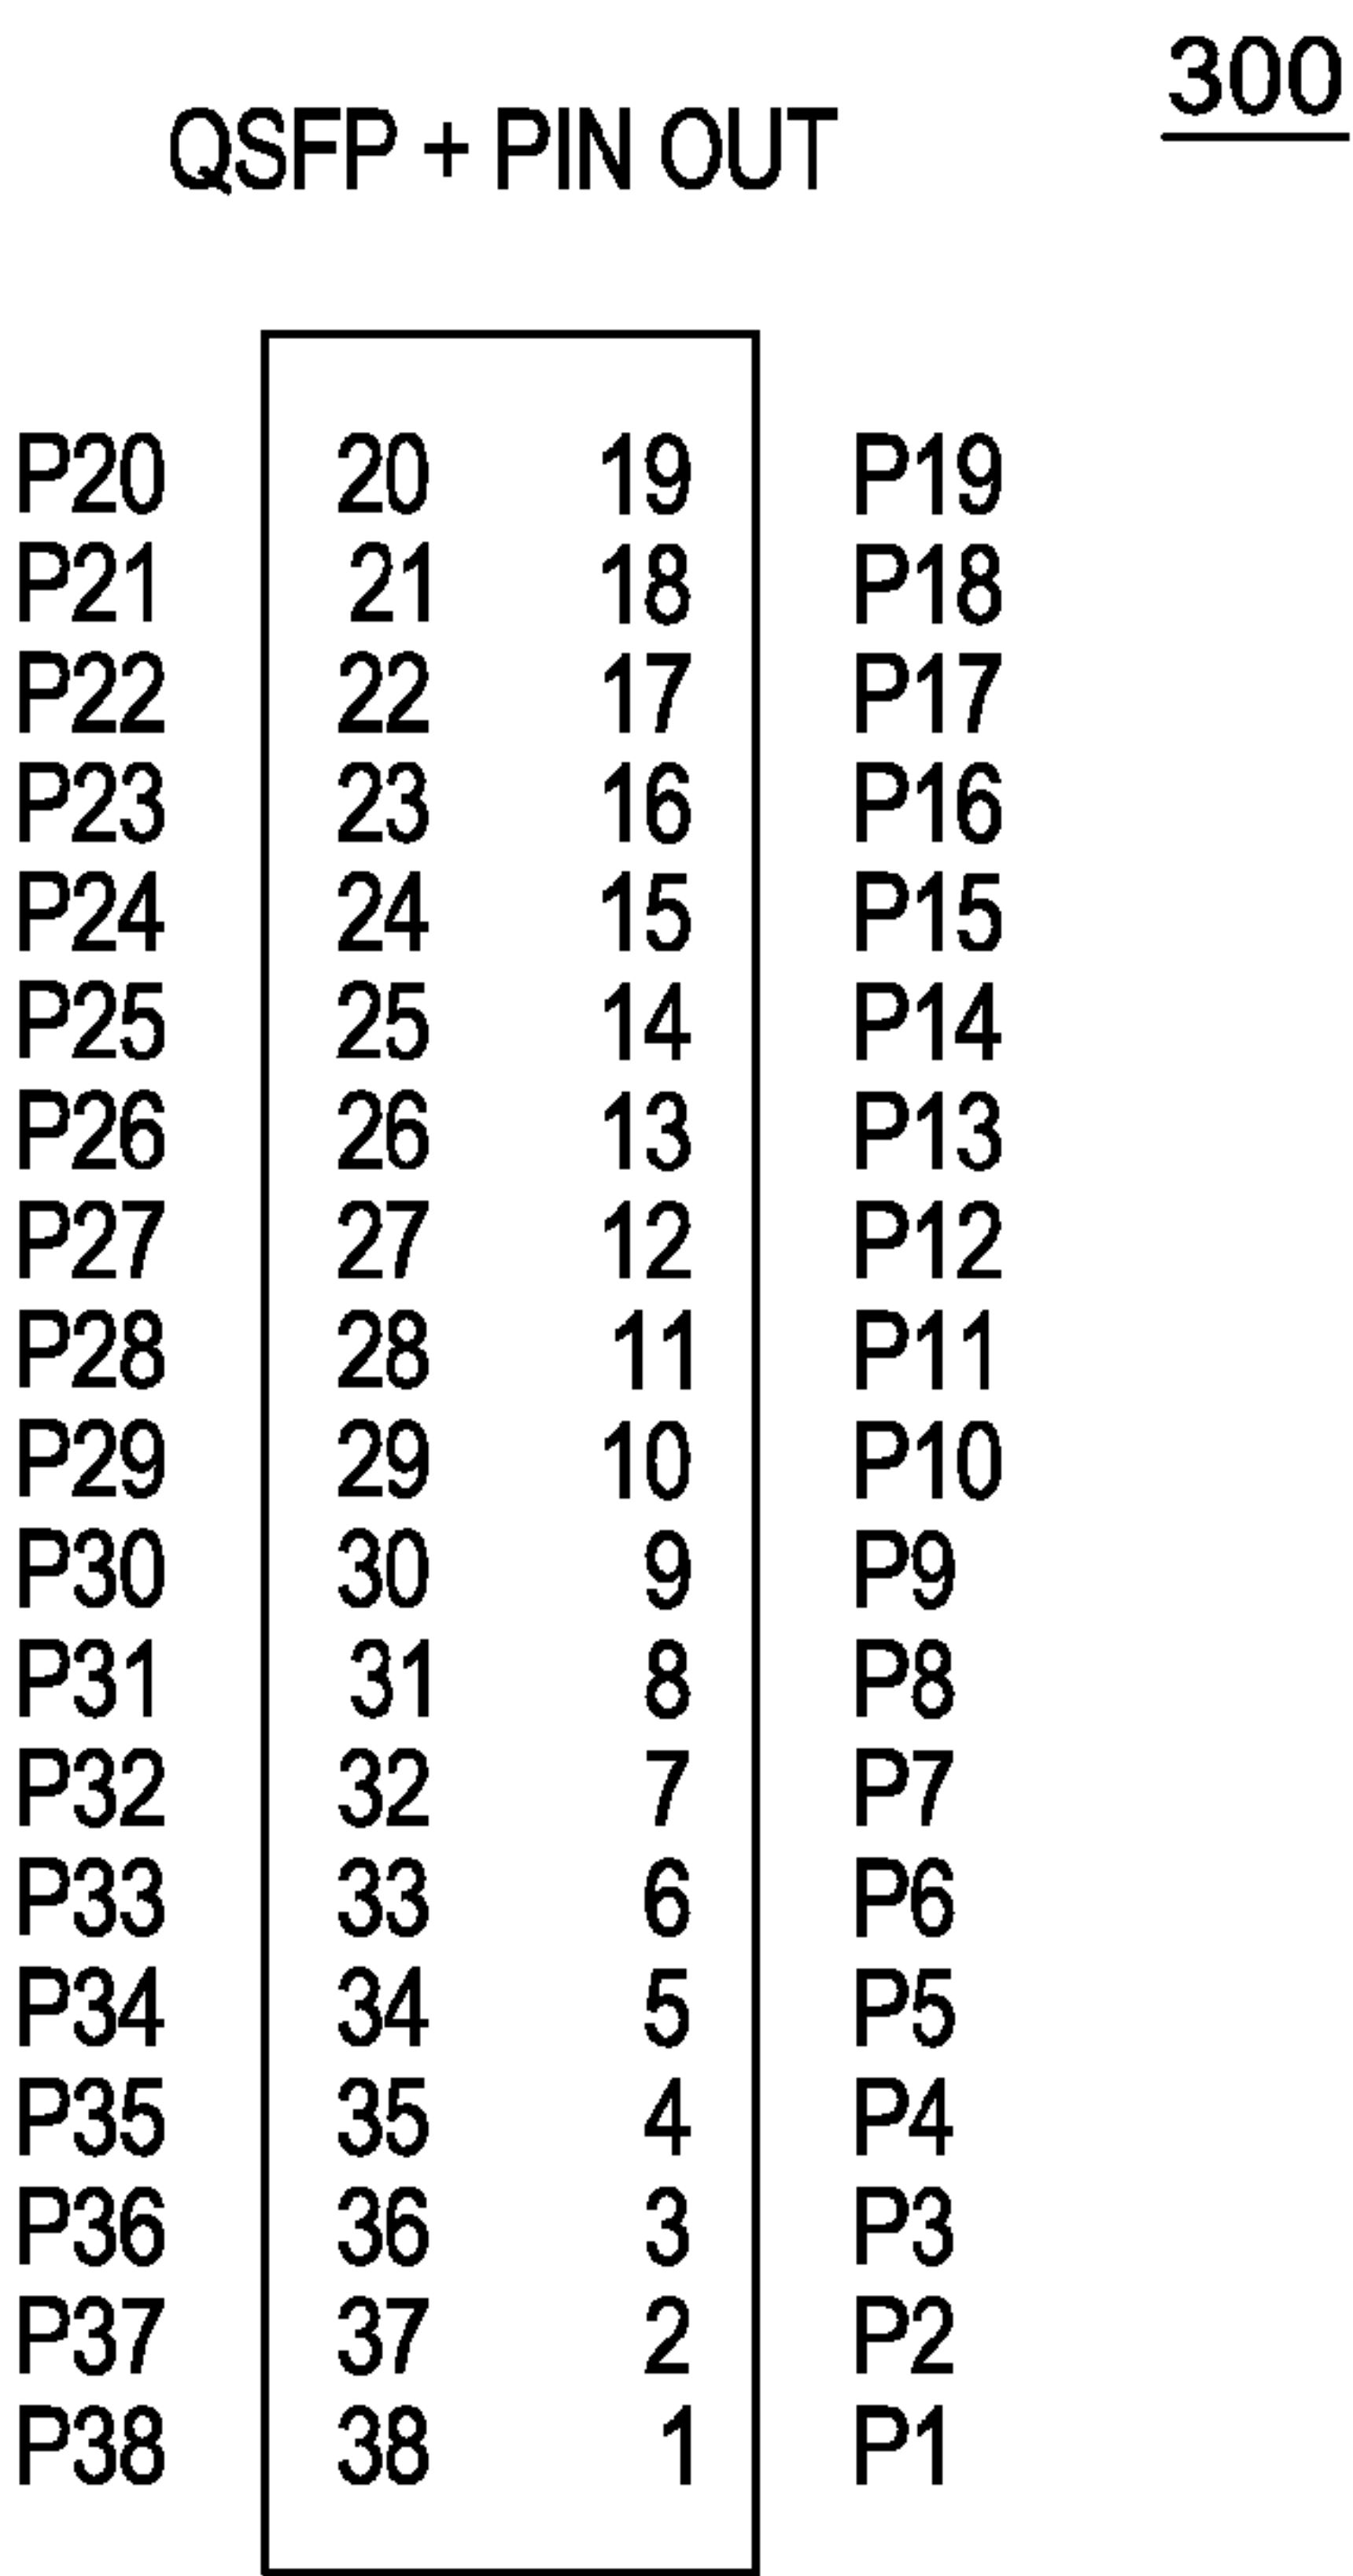 300
QSFP + PIN OUT
P20 20 19 P19
P21 21 18 P18
P22 22 17 P17
P23 23 16 P16
P24 24 15 P15
P25 25 14 P14
P26 26 13 P13
P27 27 12 P12
P28 28 11 P11
P29 29 10 P10
P30 30 9 P9
P31 31 8 P8
P32 32 7 P7
P33 33 6 P6
P34 34 5 P5
P35 35 4 P4
P36 36 3 P3
P37 37 2 P2
P38 38 1 P1